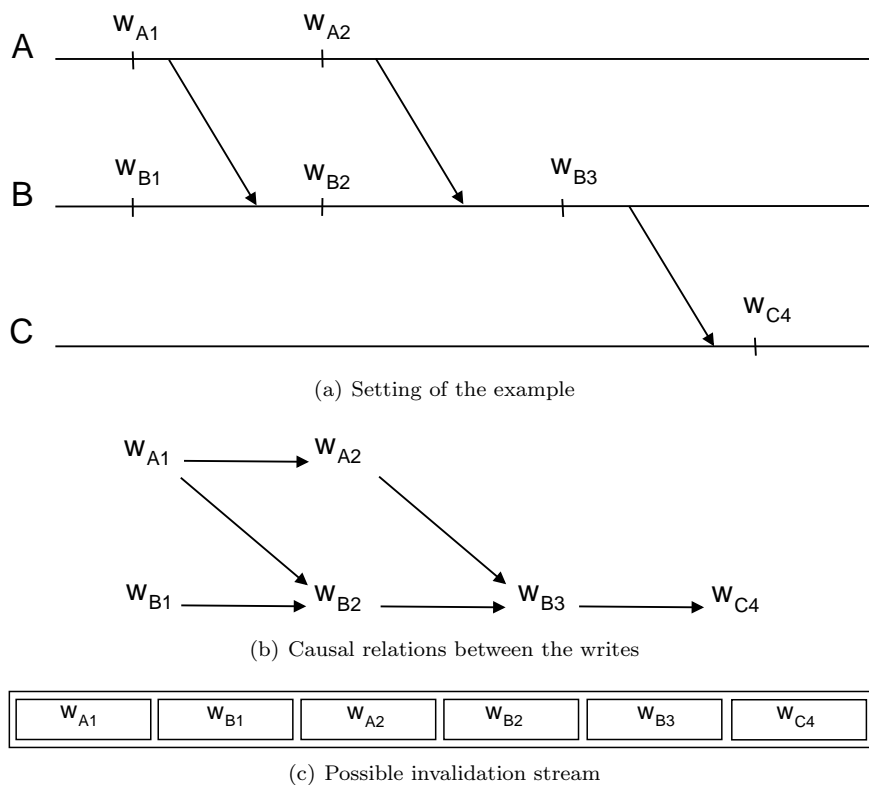 W_A1 W_A2
A
W_B1 W_B2 W_B3
B
W_C4
C
(a) Setting of the example
W_A1 W_A2
W_B1 W_B2 W_B3 W_C4
(b) Causal relations between the writes
W_A1 W_B1 W_A2 W_B2 W_B3 W_C4
(c) Possible invalidation stream